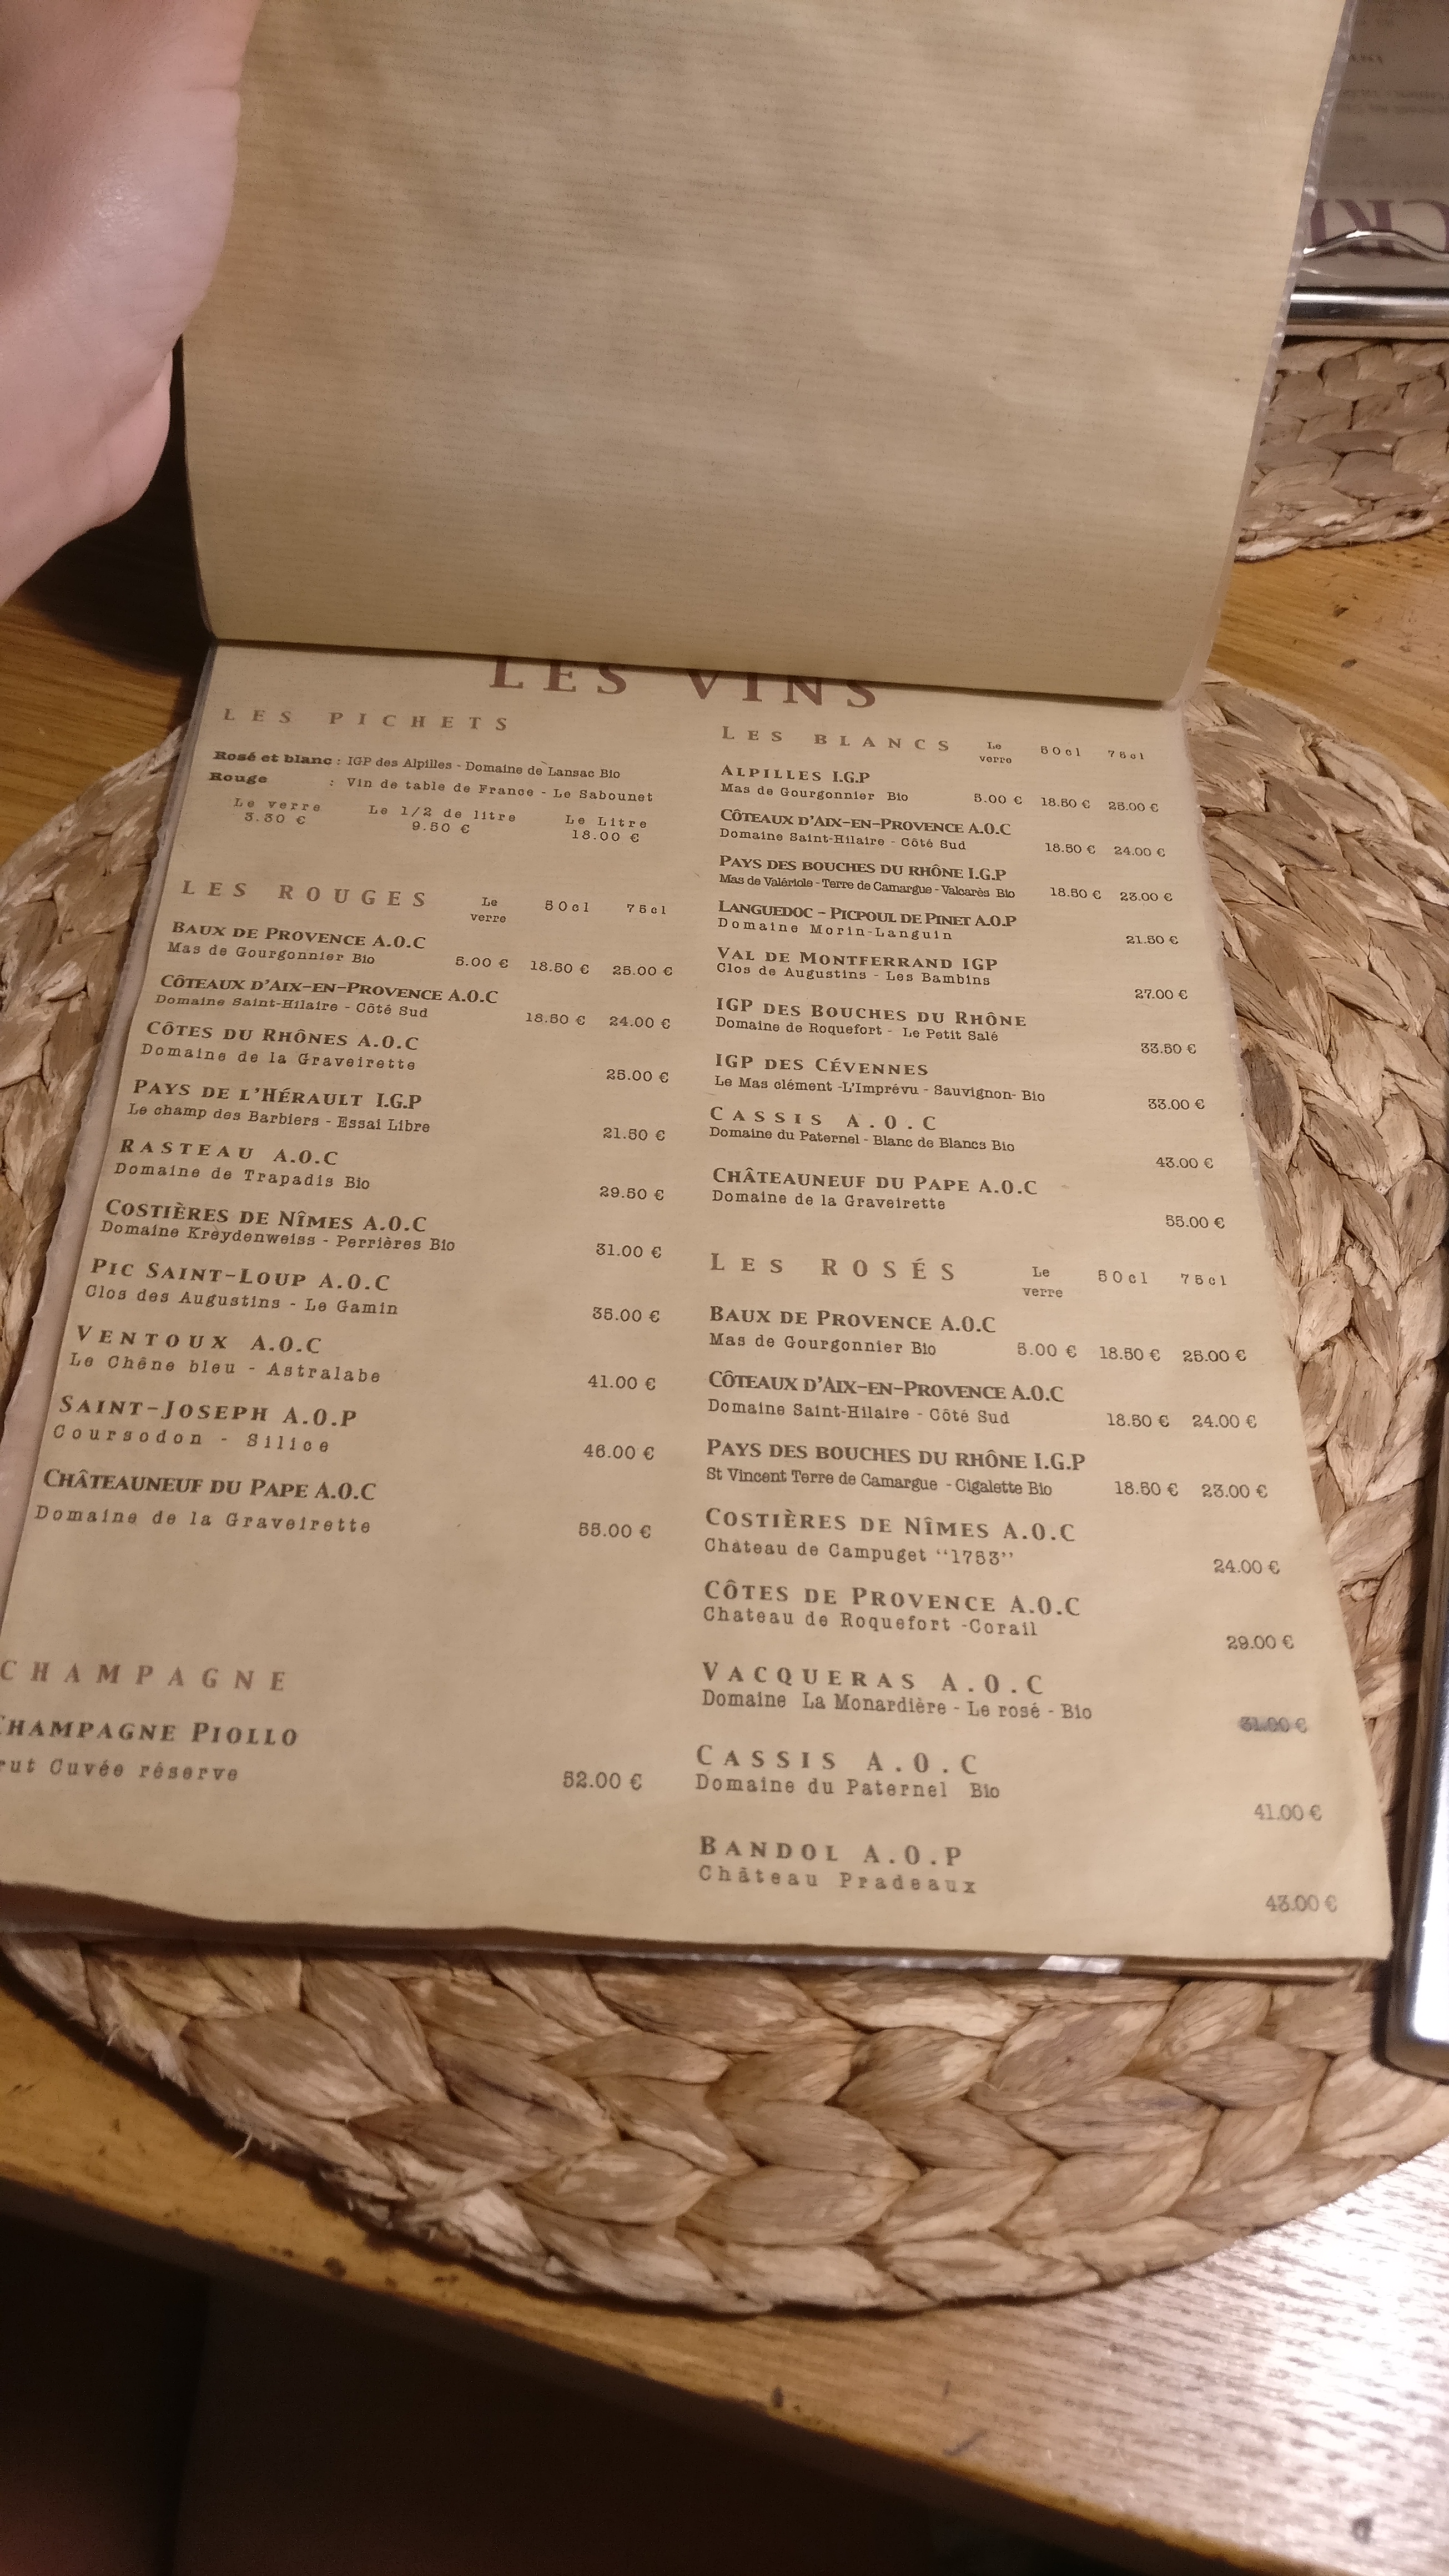 LES VINS
LES PICHETS
Rosé et blanc : IGP des Alpilles - Domaine de Lansac Bio
Rouge : Vin de table de France - Le Sabounet
Le verre Le 1/2 de litre Le Litre
3.30 € 9.50 € 18.00 €
LES ROUGES Le verre 50cl 75cl
BAUX DE PROVENCE A.O.C
Mas de Gourgonnier Bio 5.00 € 18.50 € 25.00 €
CÔTEAUX D'AIX-EN-PROVENCE A.O.C
Domaine Saint-Hilaire - Côté Sud 18.50 € 24.00 €
CÔTES DU RHÔNES A.O.C
Domaine de la Graveirette 25.00 €
PAYS DE L'HÉRAULT I.G.P
Le champ des Barbiers - Essai Libre 21.50 €
RASTEAU A.O.C
Domaine de Trapadis Bio 29.50 €
COSTIÈRES DE NÎMES A.O.C
Domaine Krèydenweiss - Perrières Bio 31.00 €
PIC SAINT-LOUP A.O.C
Clos des Augustins - Le Gamin 35.00 €
VENTOUX A.O.C
Le Chêne bleu - Astralabe 41.00 €
SAINT-JOSEPH A.O.P
Coursodon - Silice 46.00 €
CHÂTEAUNEUF DU PAPE A.O.C
Domaine de la Graveirette 55.00 €
CHAMPAGNE
CHAMPAGNE PIOLLO
rut Cuvée réserve 52.00 €
LES BLANCS Le verre 50cl 75cl
ALPILLES I.G.P
Mas de Gourgonnier Bio 5.00 € 18.50 € 25.00 €
CÔTEAUX D'AIX-EN-PROVENCE A.O.C
Domaine Saint-Hilaire - Côté Sud 18.50 € 24.00 €
PAYS DES BOUCHES DU RHÔNE I.G.P
Mas de Valériole - Terre de Camargue - Valcarès Bio 18.50 € 23.00 €
LANGUEDOC - PICPOUL DE PINET A.O.P
Domaine Morin-Languin 21.50 €
VAL DE MONTFERRAND IGP
Clos de Augustins - Les Bambins 27.00 €
IGP DES BOUCHES DU RHÔNE
Domaine de Roquefort - Le Petit Salé 33.50 €
IGP DES CÉVENNES
Le Mas clément -L'Imprévu - Sauvignon- Bio 33.00 €
CASSIS A.O.C
Domaine du Paternel - Blanc de Blancs Bio 43.00 €
CHÂTEAUNEUF DU PAPE A.O.C
Domaine de la Graveirette 55.00 €
LES ROSÉS Le verre 50cl 75cl
BAUX DE PROVENCE A.O.C
Mas de Gourgonnier Bio 5.00 € 18.50 € 25.00 €
CÔTEAUX D'AIX-EN-PROVENCE A.O.C
Domaine Saint-Hilaire - Côté Sud 18.50 € 24.00 €
PAYS DES BOUCHES DU RHÔNE I.G.P
St Vincent Terre de Camargue - Cigalette Bio 18.50 € 23.00 €
COSTIÈRES DE NÎMES A.O.C
Château de Campuget "1753" 24.00 €
CÔTES DE PROVENCE A.O.C
Chateau de Roquefort -Corail 29.00 €
VACQUERAS A.O.C
Domaine La Monardière - Le rosé - Bio 31.00 €
CASSIS A.O.C
Domaine du Paternel Bio 41.00 €
BANDOL A.O.P
Château Pradeaux 43.00 €